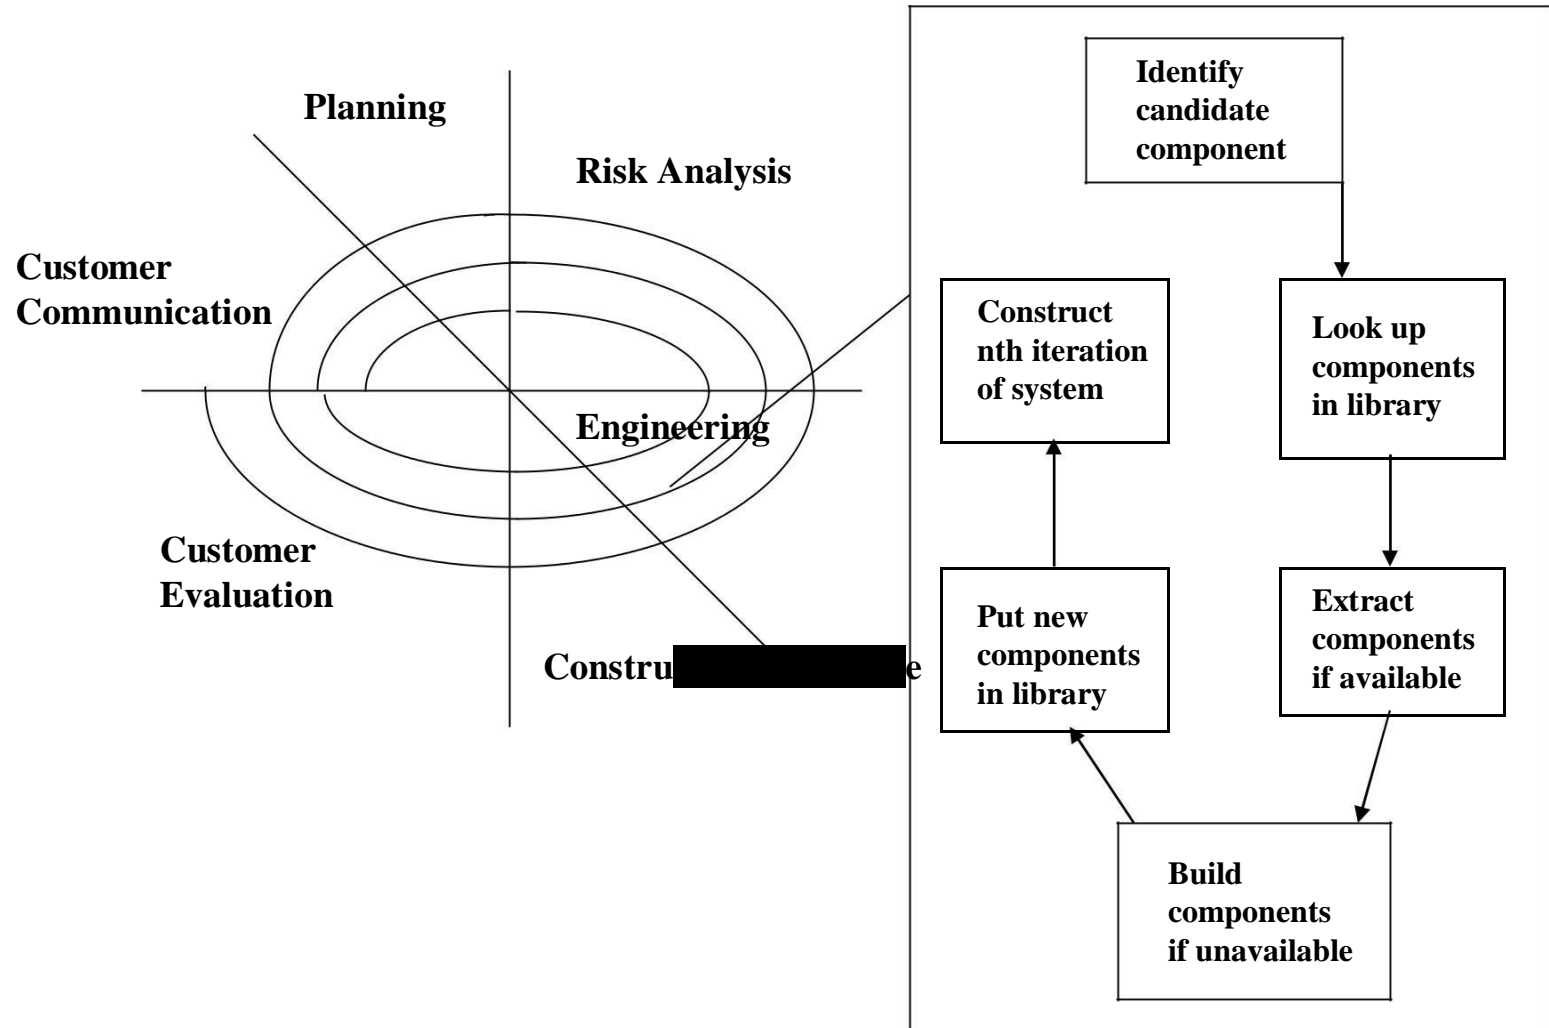 Planning
Risk Analysis
Customer
Communication
Engineering
Customer
Evaluation
Identify
candidate
component
Construct
nth iteration
of system
Look up
components
in library
Put new
components
in library
Extract
components
if available
Build
components
if unavailable